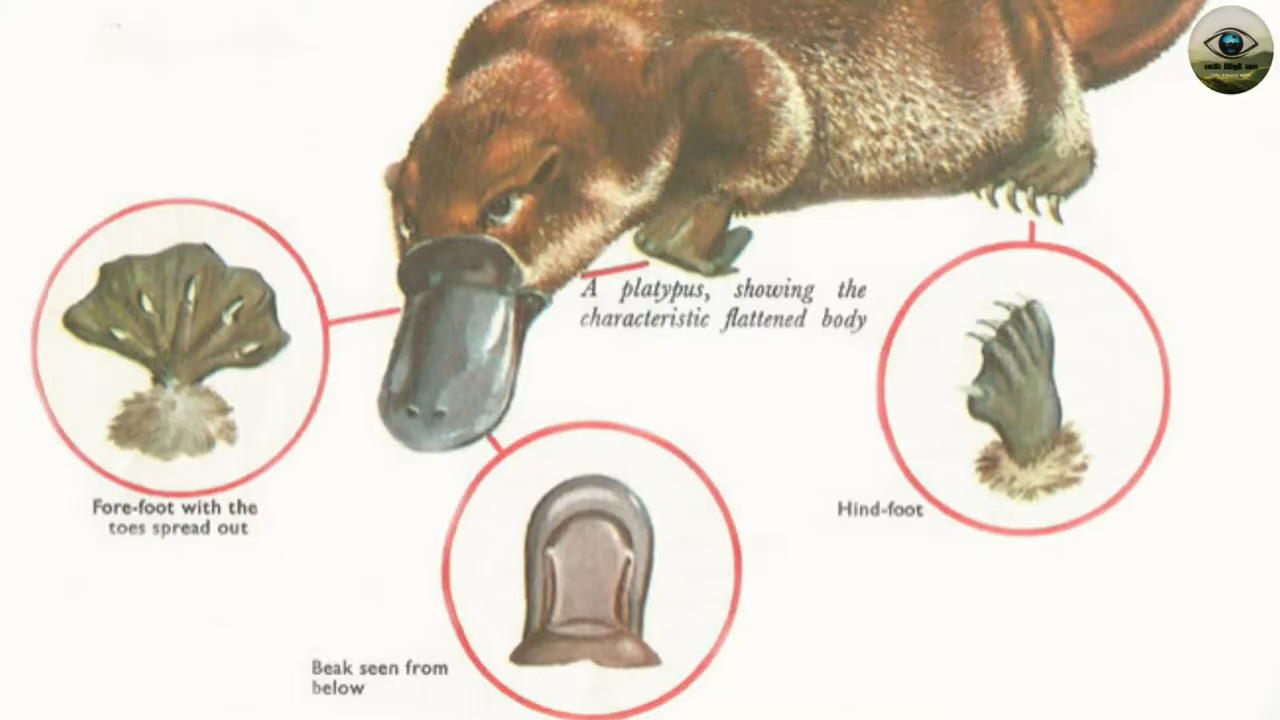 A platypus, showing the
characteristic flattened body
Fore-foot with the
toes spread out
Hind-foot
Beak seen from
below